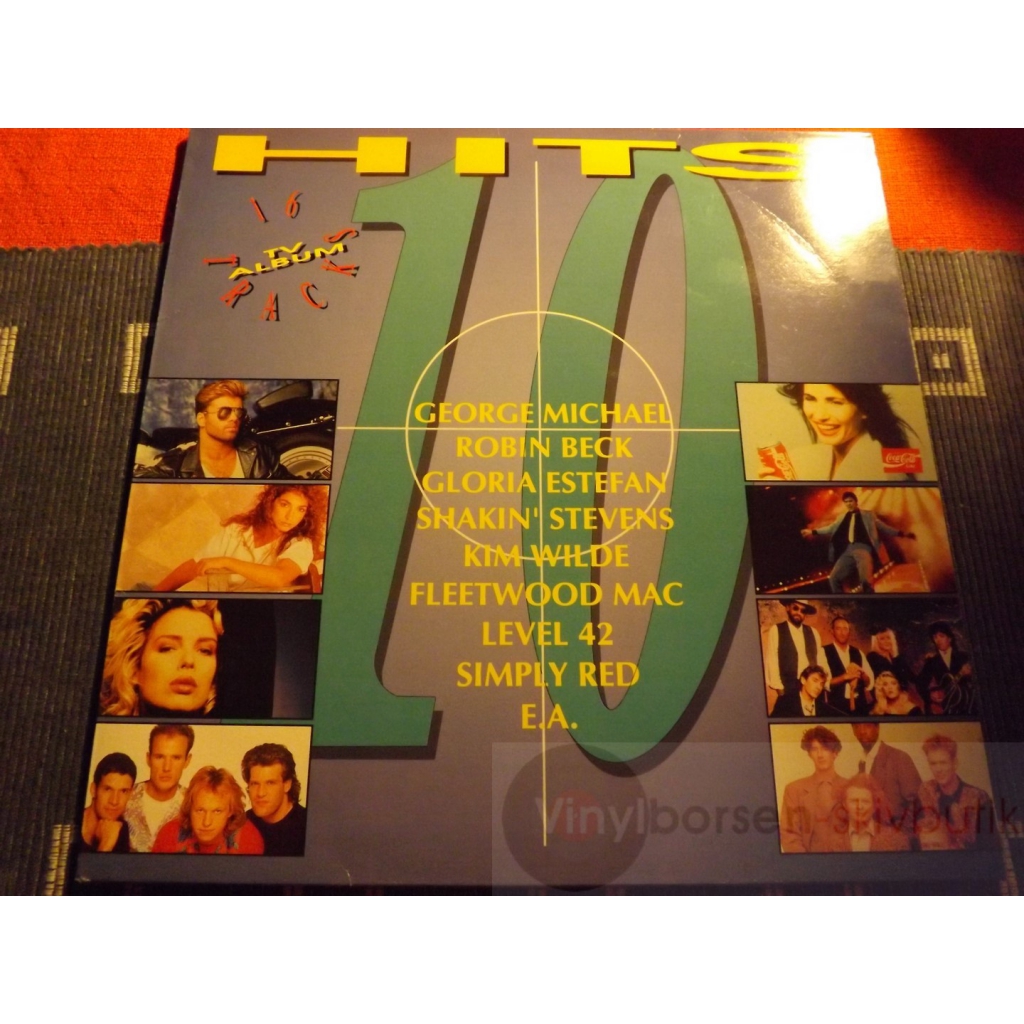 HITS
10
16
TRACKS
TV
ALBUM
GEORGE MICHAEL
ROBIN BECK
GLORIA ESTEFAN
SHAKIN' STEVENS
KIM WILDE
FLEETWOOD MAC
LEVEL 42
SIMPLY RED
E.A.
Coca-Cola
Vinylborsen skivbutik